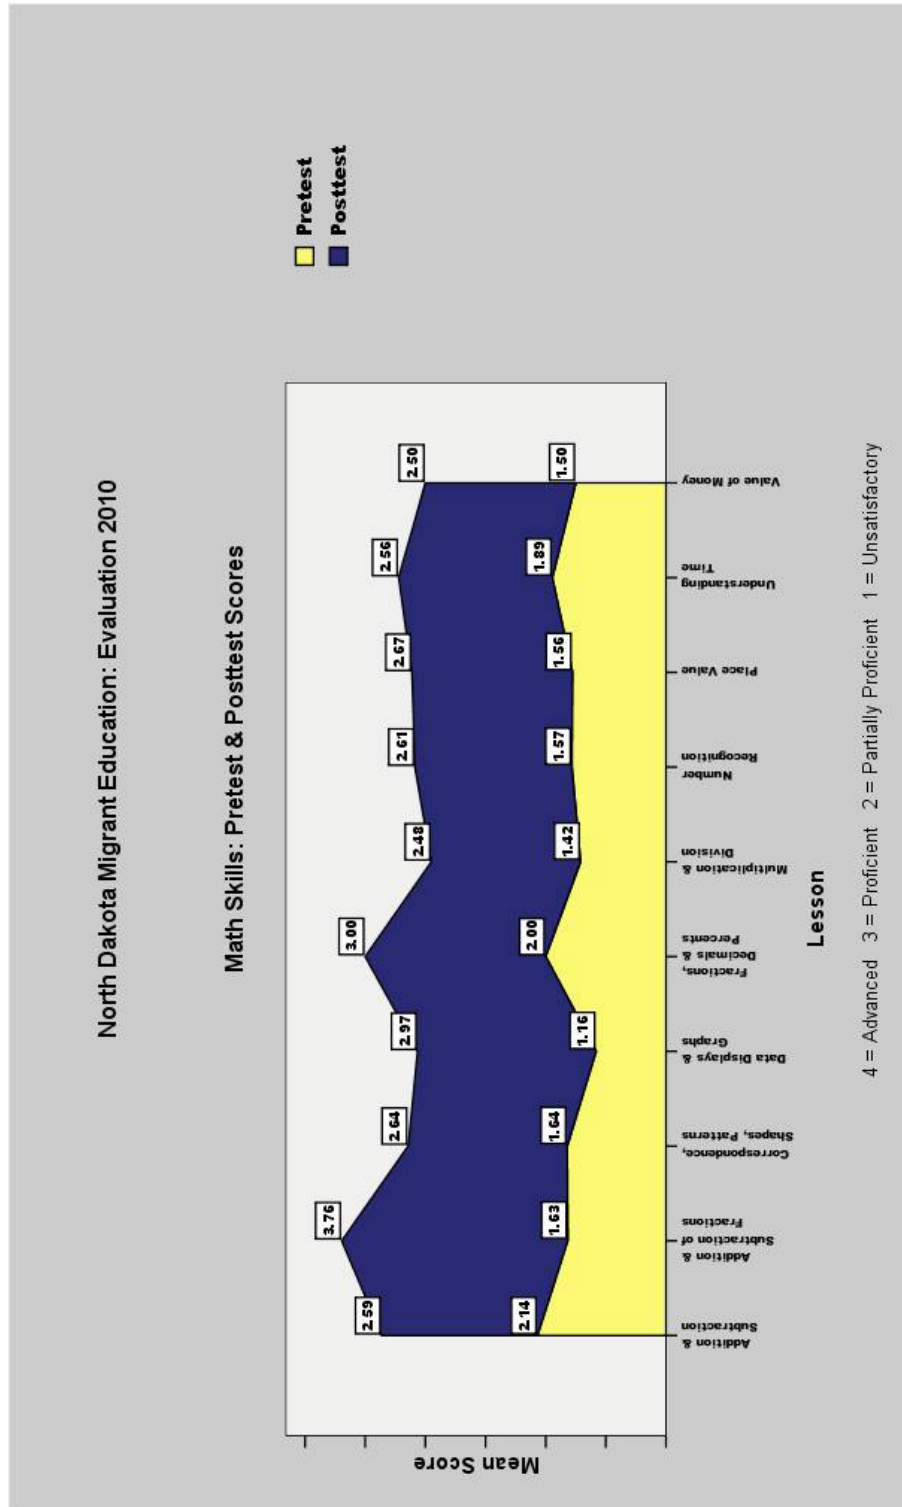 North Dakota Migrant Education: Evaluation 2010
Math Skills: Pretest & Posttest Scores
Pretest
Posttest
Mean Score
2.59
3.76
2.64
2.97
3.00
2.48
2.61
2.67
2.56
2.50
2.14
1.63
1.64
1.16
2.00
1.42
1.57
1.56
1.89
1.50
Addition &
Subtraction
Addition &
Subtraction of
Fractions
Correspondence,
Shapes, Patterns
Data Displays &
Graphs
Fractions,
Decimals &
Percents
Multiplication &
Division
Number
Recognition
Place Value
Understanding
Time
Value of Money
Lesson
4 = Advanced 3 = Proficient 2 = Partially Proficient 1 = Unsatisfactory